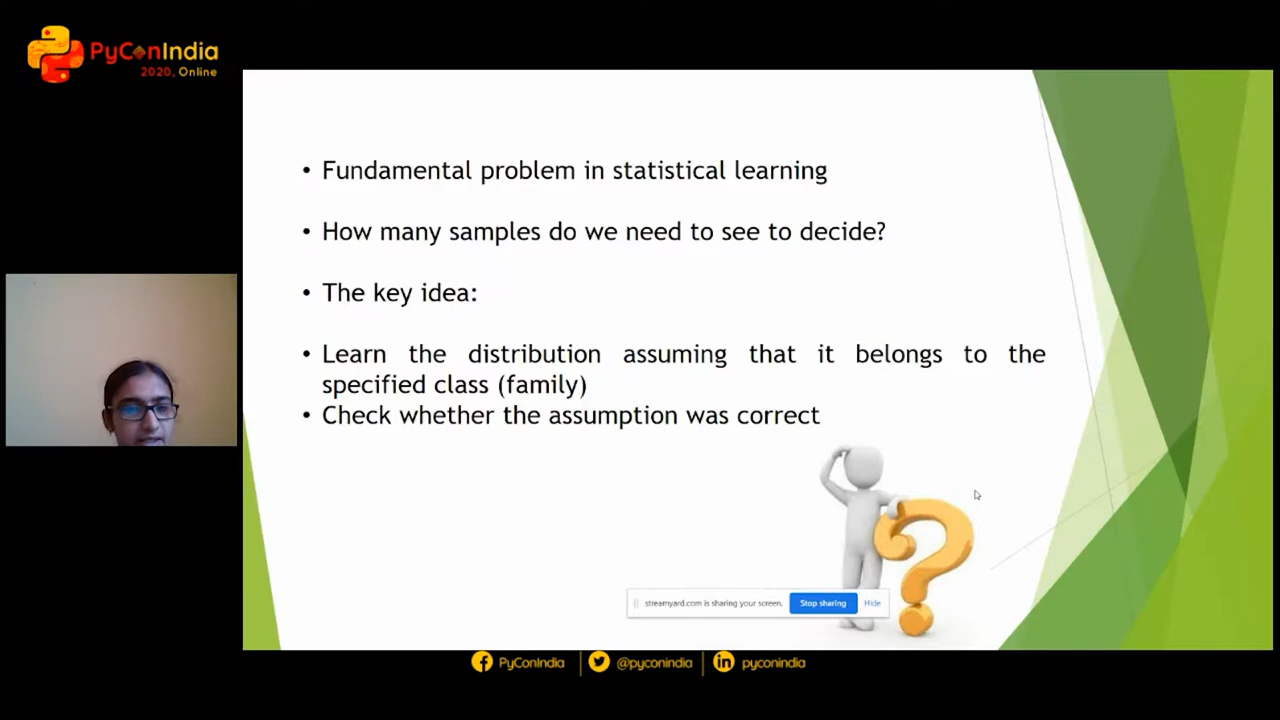 PyConIndia
2020, Online
• Fundamental problem in statistical learning
• How many samples do we need to see to decide?
• The key idea:
• Learn the distribution assuming that it belongs to the
specified class (family)
• Check whether the assumption was correct
streamyard.com is sharing your screen. Stop sharing Hide
PyConIndia @pyconindia pyconindia